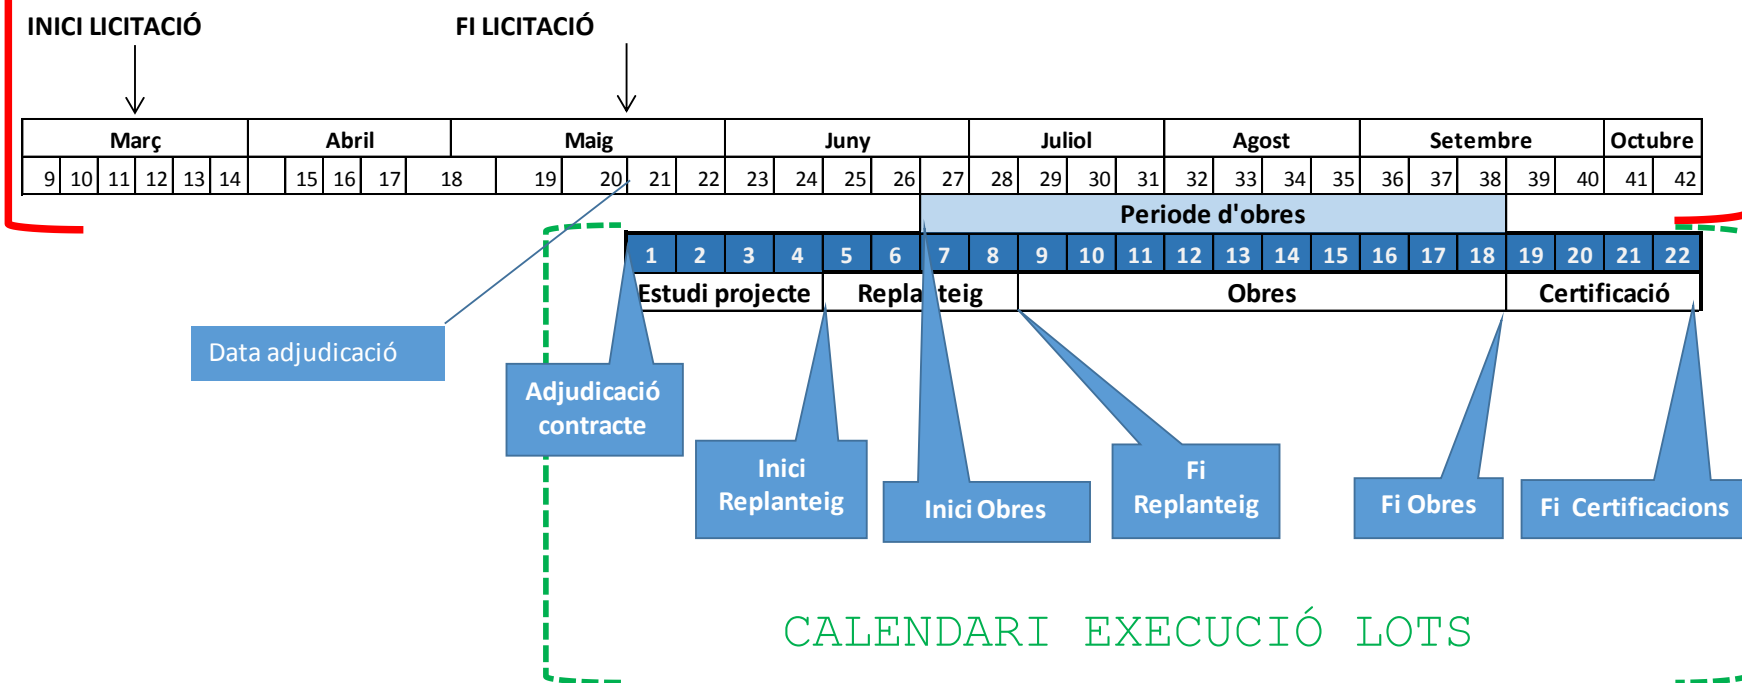 INICI LICITACIÓ FI LICITACIÓ
Març Abril Maig Juny Juliol Agost Setembre Octubre
9 10 11 12 13 14 15 16 17 18 19 20 21 22 23 24 25 26 27 28 29 30 31 32 33 34 35 36 37 38 39 40 41 42
Periode d'obres
1 2 3 4 5 6 7 8 9 10 11 12 13 14 15 16 17 18 19 20 21 22
Estudi projecte Replanteig Obres Certificació
Data adjudicació
Adjudicació
contracte
Inici
Replanteig
Inici Obres
Fi
Replanteig
Fi Obres
Fi Certificacions
CALENDARI EXECUCIÓ LOTS